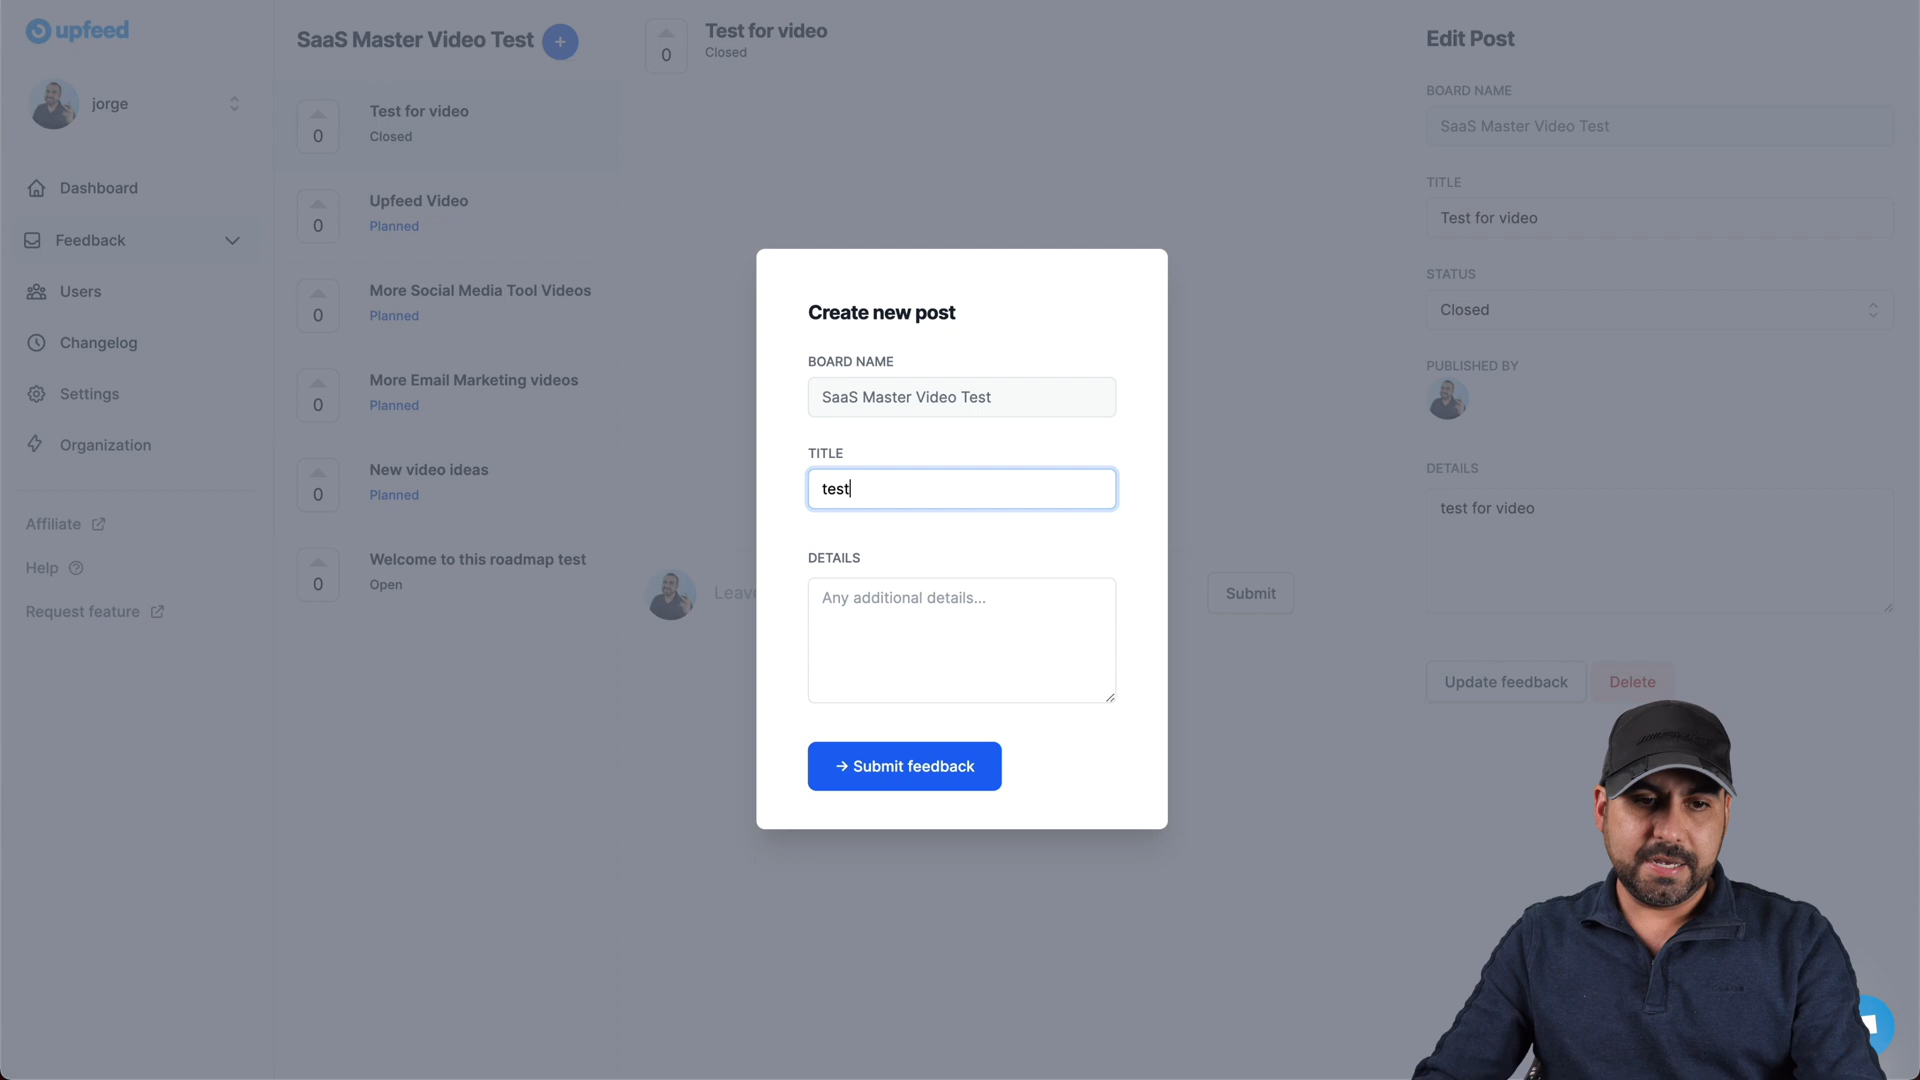 upfeed
jorge
Dashboard
Feedback
Users
Changelog
Settings
Organization
Affiliate
Help
Request feature
SaaS Master Video Test +
0
Test for video
Closed
0
Upfeed Video
Planned
0
More Social Media Tool Videos
Planned
0
More Email Marketing videos
Planned
0
New video ideas
Planned
0
Welcome to this roadmap test
Open
0
Test for video
Closed
Leav
Submit
Create new post
BOARD NAME
SaaS Master Video Test
TITLE
test
DETAILS
Any additional details...
→ Submit feedback
Edit Post
BOARD NAME
SaaS Master Video Test
TITLE
Test for video
STATUS
Closed
PUBLISHED BY
DETAILS
test for video
Update feedback
Delete